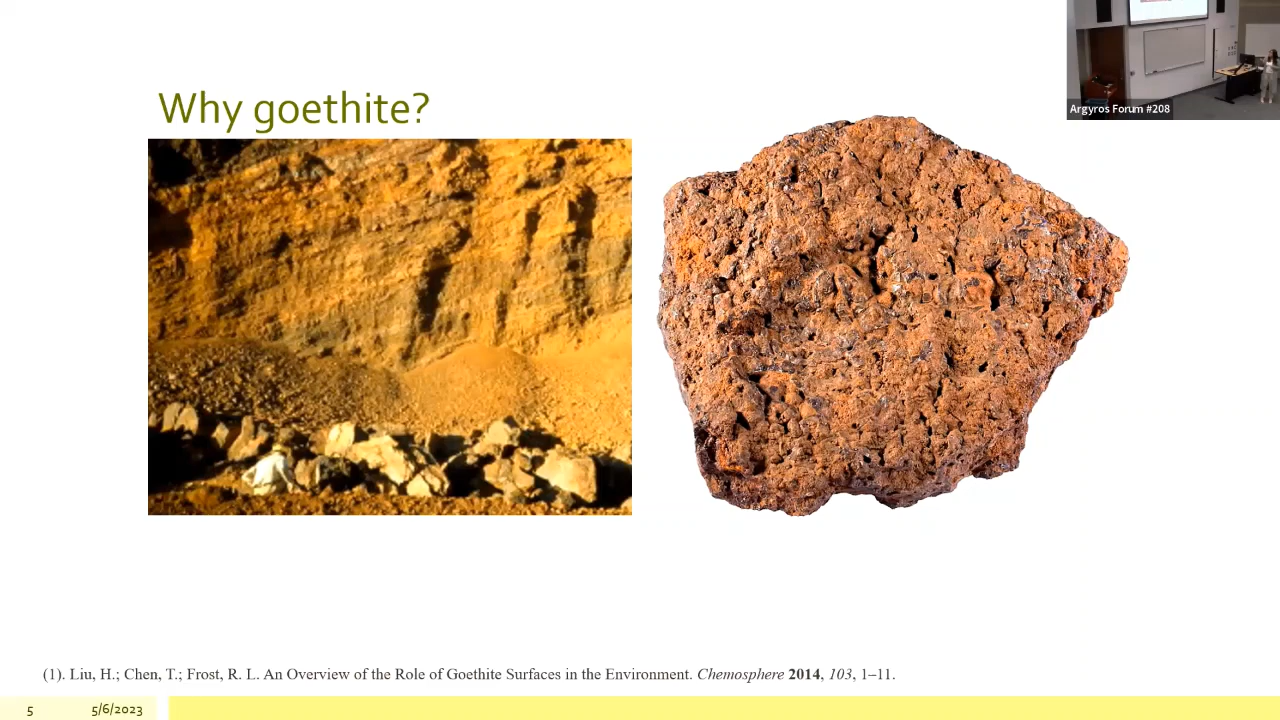 Why goethite?
Argyros Forum #208
(1). Liu, H.; Chen, T.; Frost, R. L. An Overview of the Role of Goethite Surfaces in the Environment. Chemosphere 2014, 103, 1–11.
5 5/6/2023